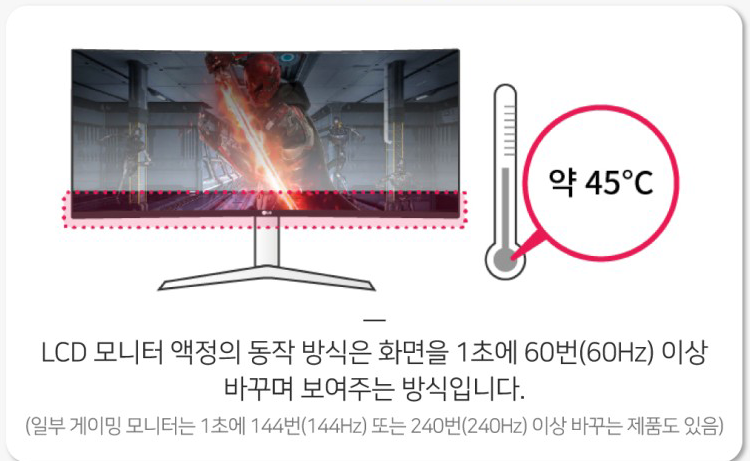 약 45°C
LG
LCD 모니터 액정의 동작 방식은 화면을 1초에 60번(60Hz) 이상
바꾸며 보여주는 방식입니다.
(일부 게이밍 모니터는 1초에 144번(144Hz) 또는 240번(240Hz) 이상 바꾸는 제품도 있음)